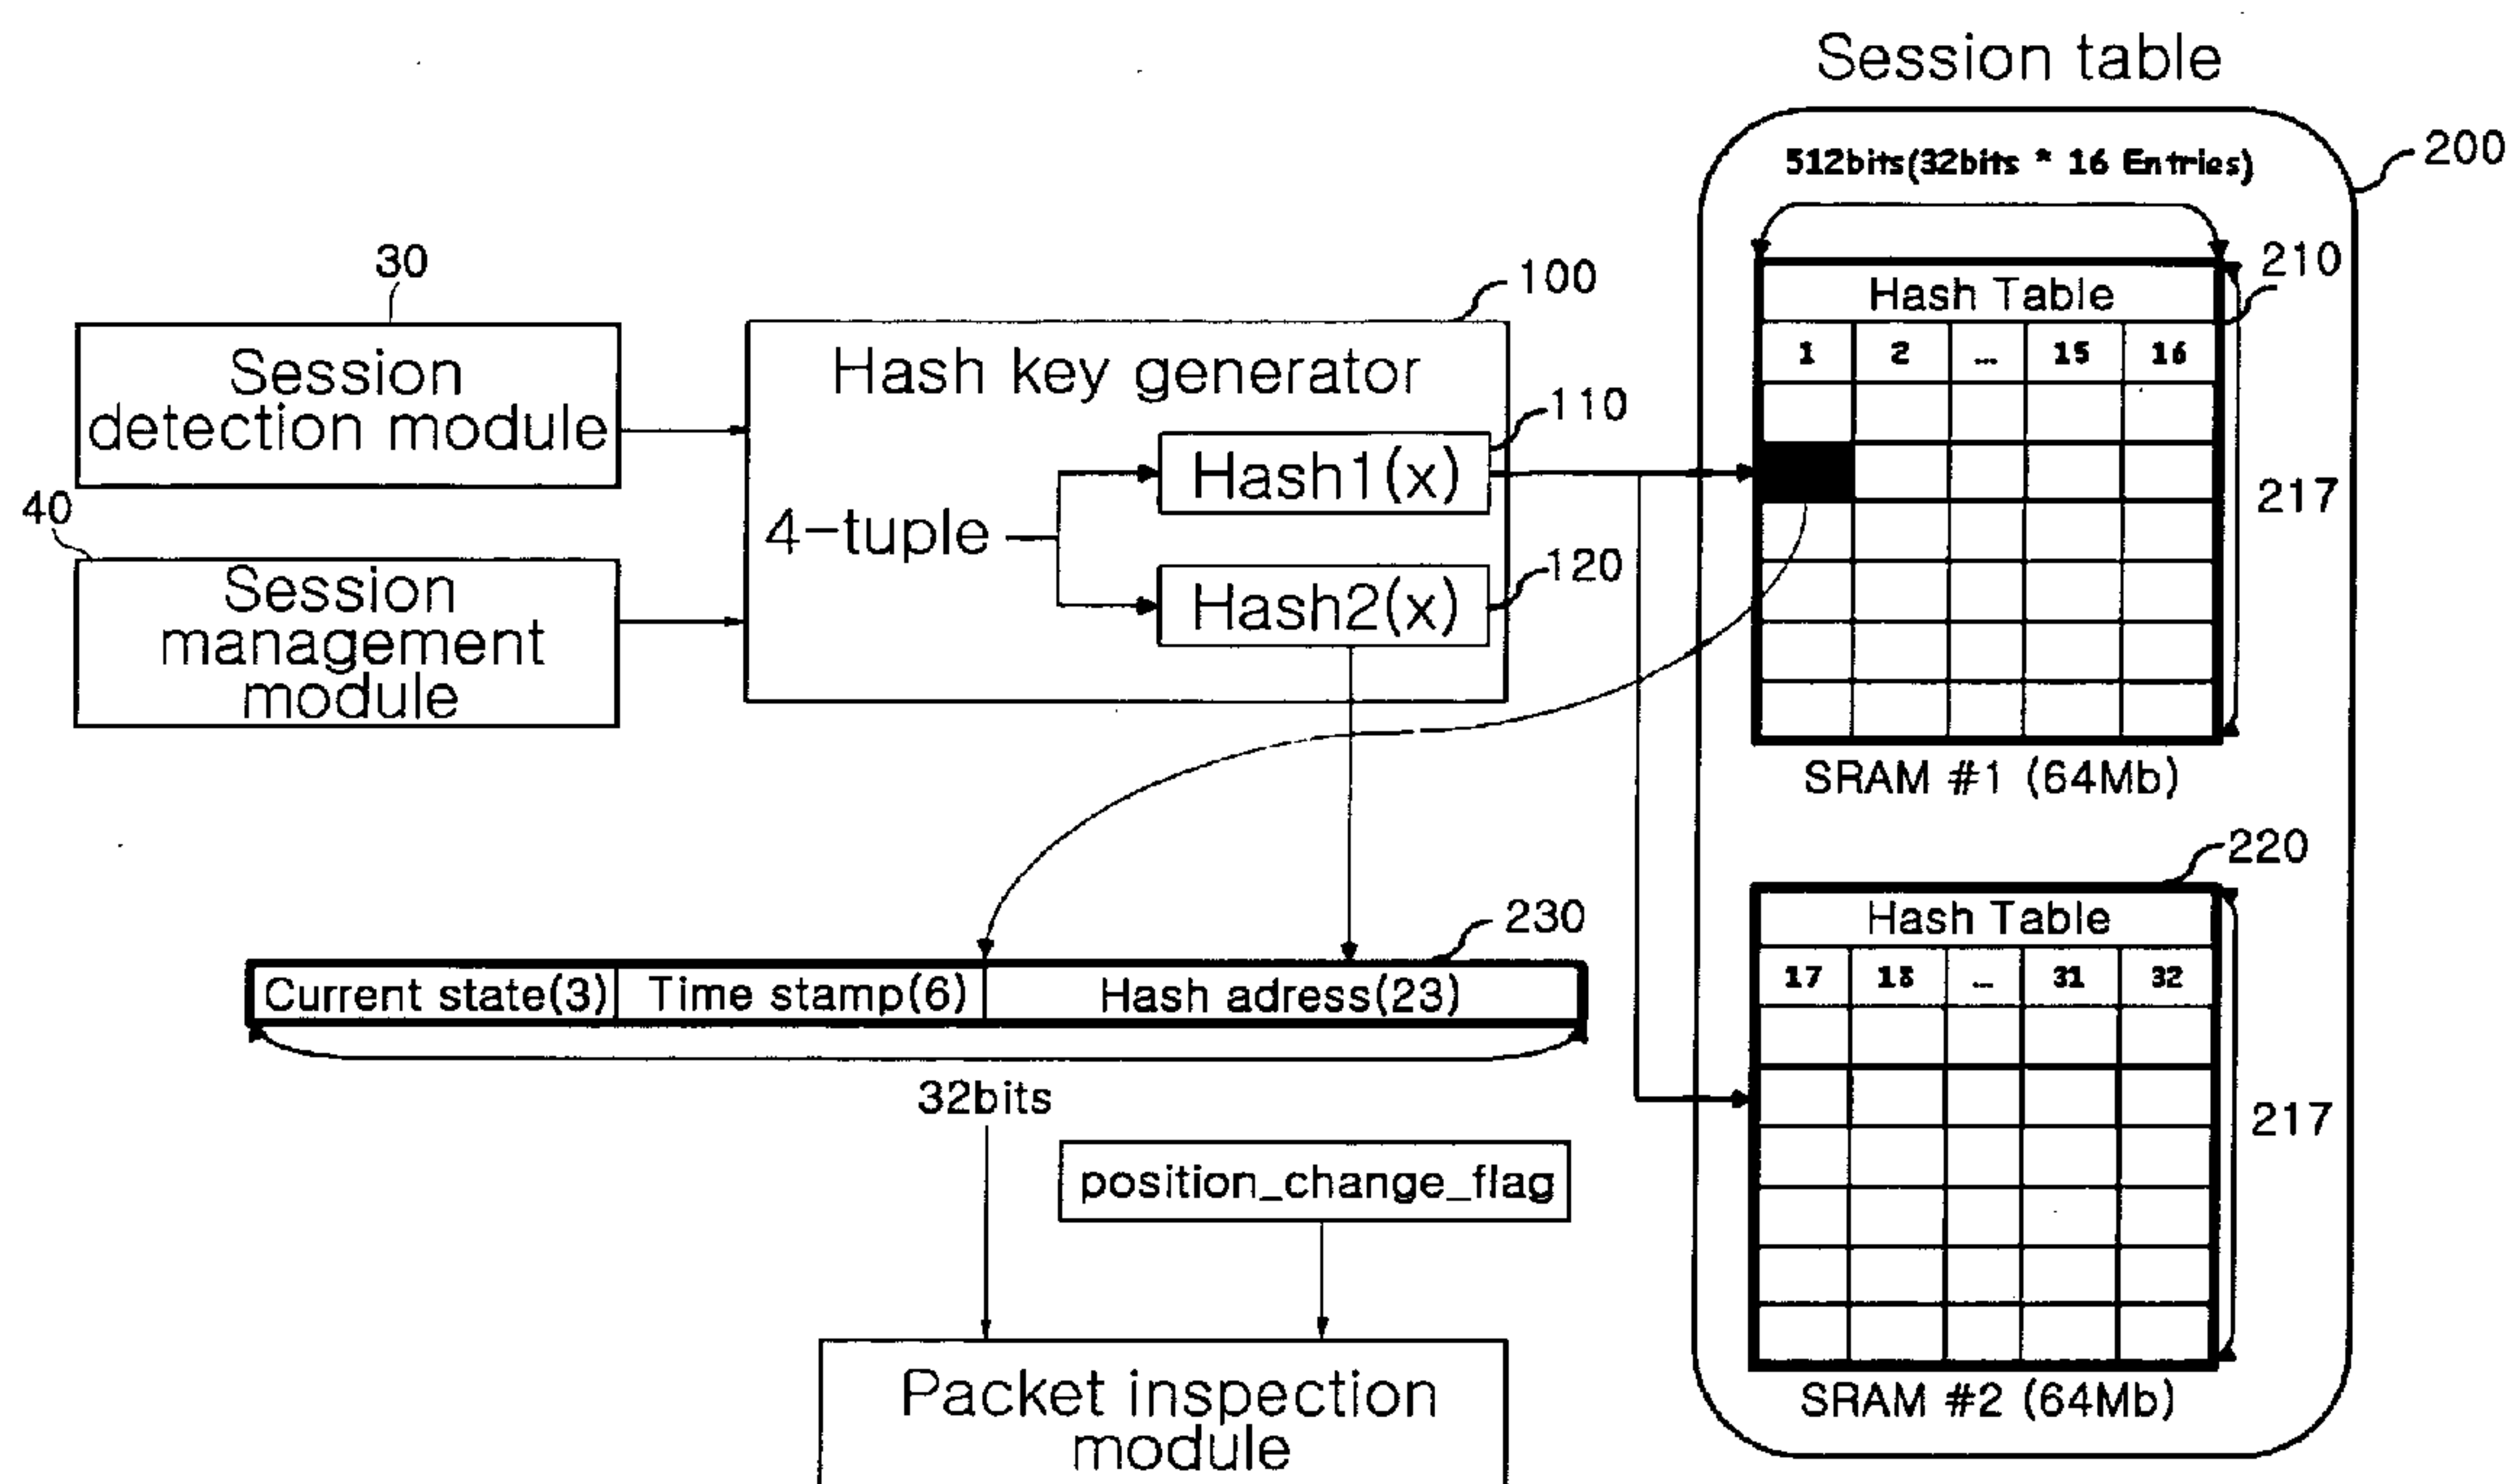 Session table
200
512bits(32bits * 16 Entries)
210
Hash Table
1 2 ... 15 16
217
SRAM #1 (64Mb)
220
Hash Table
17 18 ... 31 32
217
SRAM #2 (64Mb)
30
Session
detection module
40
Session
management
module
100
Hash key generator
110
Hash1(x)
4-tuple
120
Hash2(x)
230
Current state(3) Time stamp(6) Hash adress(23)
32bits
position_change_flag
Packet inspection
module